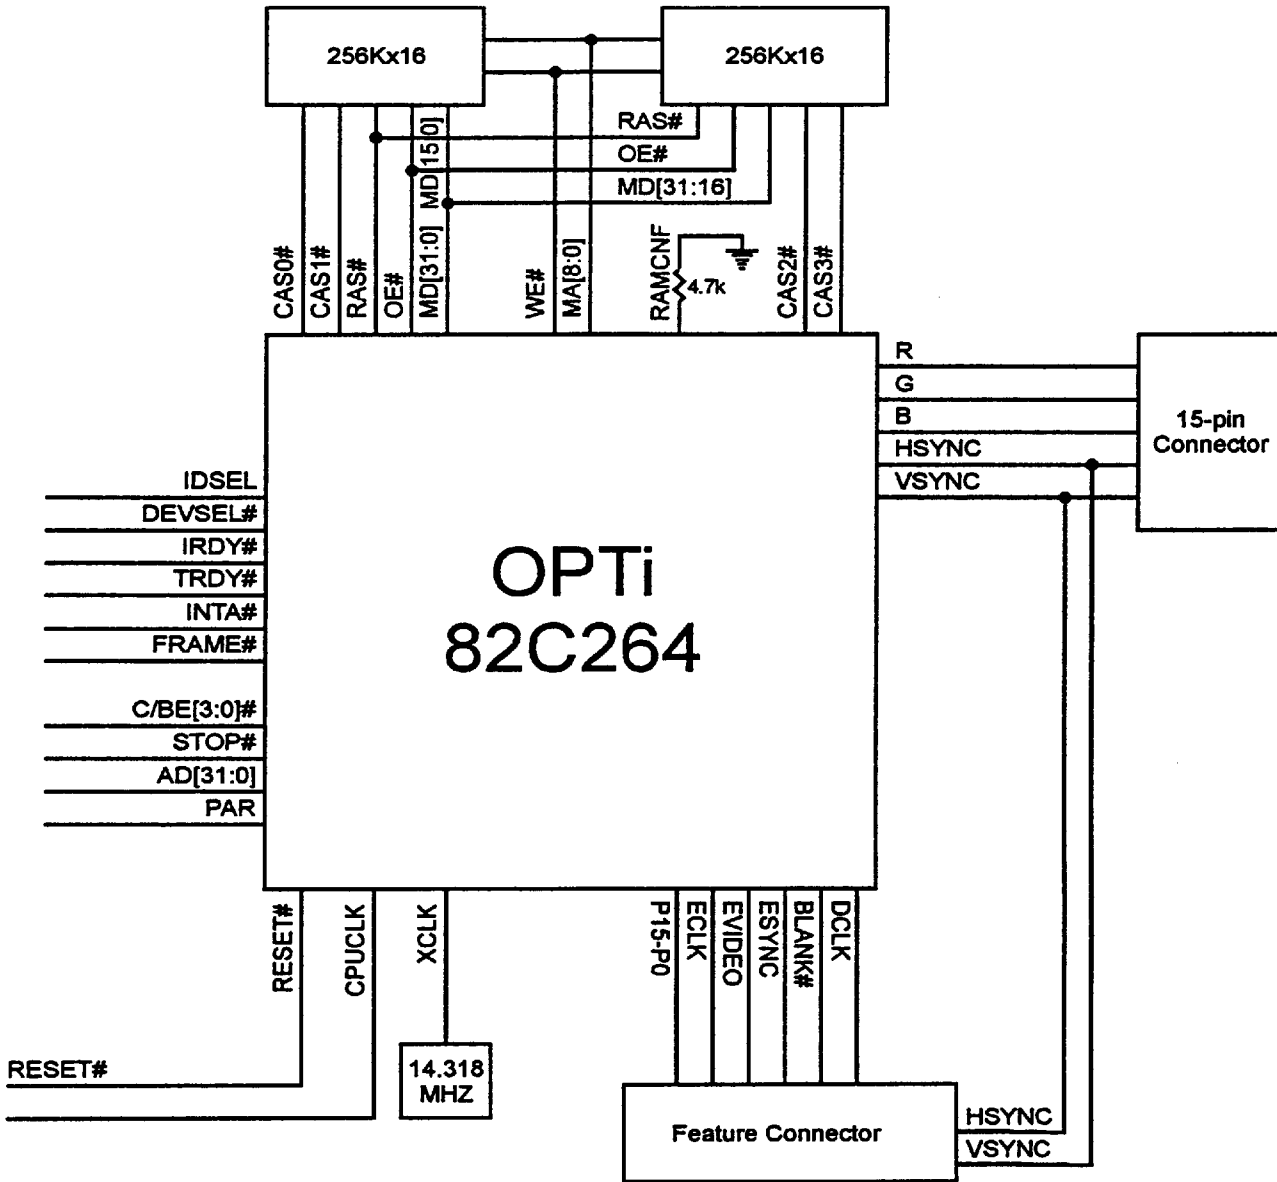 256Kx16
256Kx16
RAS#
OE#
MD[31:16]
MD[15:0]
CAS0#
CAS1#
RAS#
OE#
MD[31:0]
WE#
MA[8:0]
RAMCNF
4.7k
CAS2#
CAS3#
R
G
B
HSYNC
VSYNC
15-pin
Connector
IDSEL
DEVSEL#
IRDY#
TRDY#
INTA#
FRAME#
C/BE[3:0]#
STOP#
AD[31:0]
PAR
OPTi
82C264
RESET#
CPUCLK
XCLK
P15-P0
ECLK
EVIDEO
ESYNC
BLANK#
DCLK
RESET#
14.318
MHZ
Feature Connector
HSYNC
VSYNC